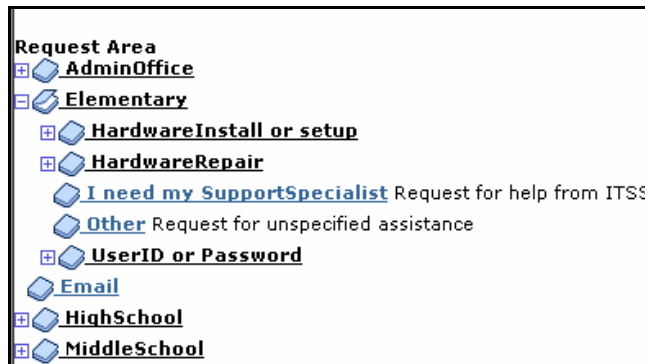 Request Area
AdminOffice
Elementary
HardwareInstall or setup
HardwareRepair
I need my SupportSpecialist Request for help from ITSS
Other Request for unspecified assistance
UserID or Password
Email
HighSchool
MiddleSchool